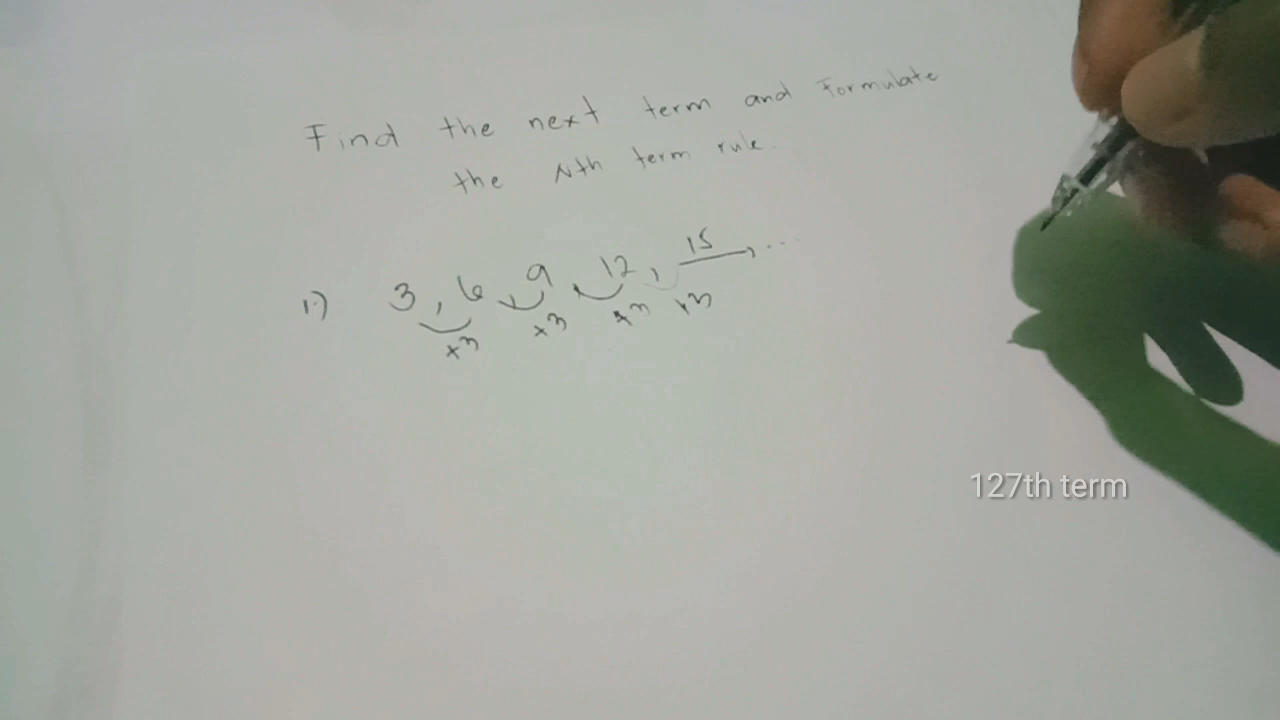 Find the next term and Formulate
the Nth term rule.
1.) 3, 6, 9, 12, 15, ...
+3 +3 +3 +3
127th term